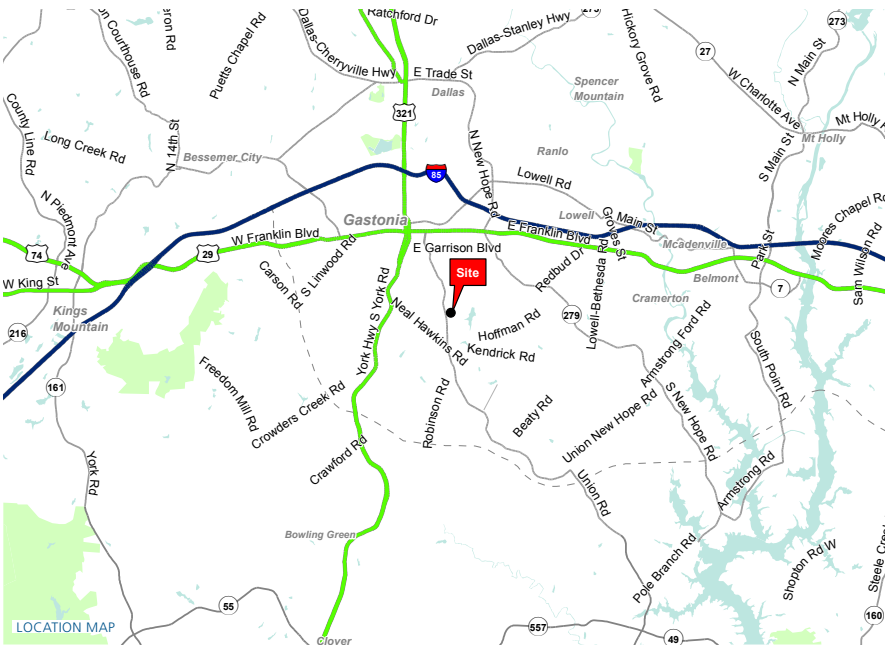 Ratchford Dr
Dallas-Stanley Hwy
273
Courthouse Rd
Puetts Chapel Rd
Dallas-Cherryville Hwy
E Trade St
Dallas
Hickory Grove Rd
27
N Main St
273
Spencer
Mountain
W Charlotte Ave
County Line Rd
321
Mt Holly
Mt Holly
Long Creek Rd
N 14th St
Bessemer City
N New Hope Rd
Ranlo
S Main St
85
Lowell Rd
N Piedmont Ave
Gastonia
Lowell
Groves St
Main St
Park St
Moores Chapel Rd
74
29
W Franklin Blvd
E Franklin Blvd
E Garrison Blvd
Mcadenville
Sam Wilson Rd
W King St
Carson Rd
S Linwood Rd
Site
Redbud Dr
Belmont
7
Kings
Mountain
216
York Hwy S York Rd
Neal Hawkins Rd
Hoffman Rd
279
Lowell-Bethesda Rd
Cramerton
Kendrick Rd
Armstrong Ford Rd
South Point Rd
161
Freedom Mill Rd
Crowders Creek Rd
Robinson Rd
Beaty Rd
Union New Hope Rd
S New Hope Rd
York Rd
Crawford Rd
Union Rd
Armstrong Rd
Bowling Green
Pole Branch Rd
Shopton Rd W
Steele Cree
55
160
LOCATION MAP
Clover
557
49